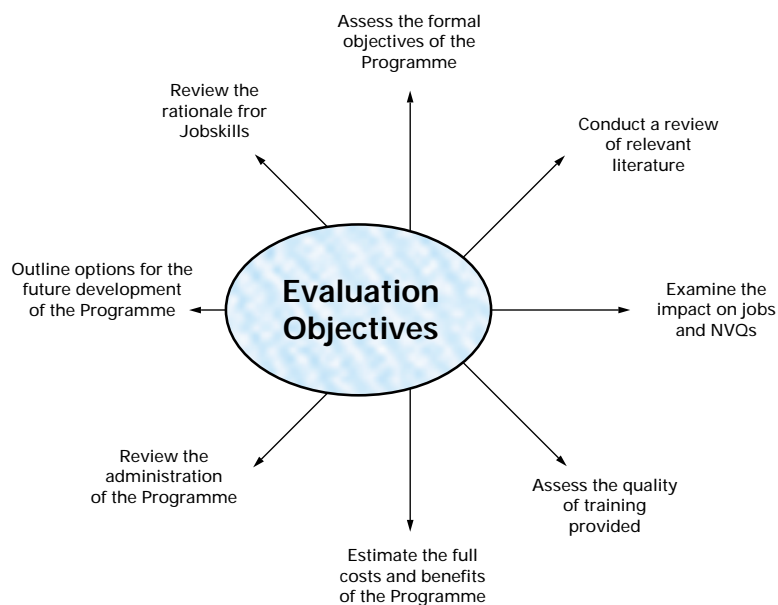 Assess the formal
objectives of the
Programme
Review the
rationale fror
Jobskills
Conduct a review
of relevant
literature
Outline options for the
future development
of the Programme
Evaluation
Objectives
Examine the
impact on jobs
and NVQs
Review the
administration
of the Programme
Assess the quality
of training
provided
Estimate the full
costs and benefits
of the Programme